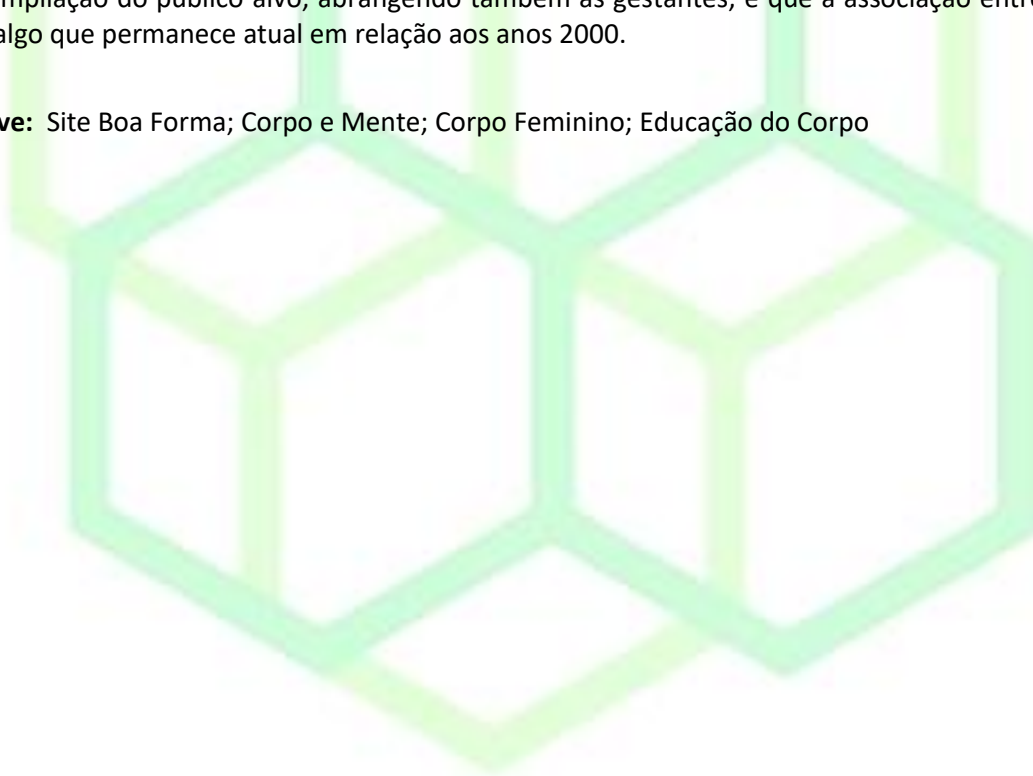 mpliação do público alvo, abrangendo também as gestantes, e que a associação entre
algo que permanece atual em relação aos anos 2000.
ve: Site Boa Forma; Corpo e Mente; Corpo Feminino; Educação do Corpo